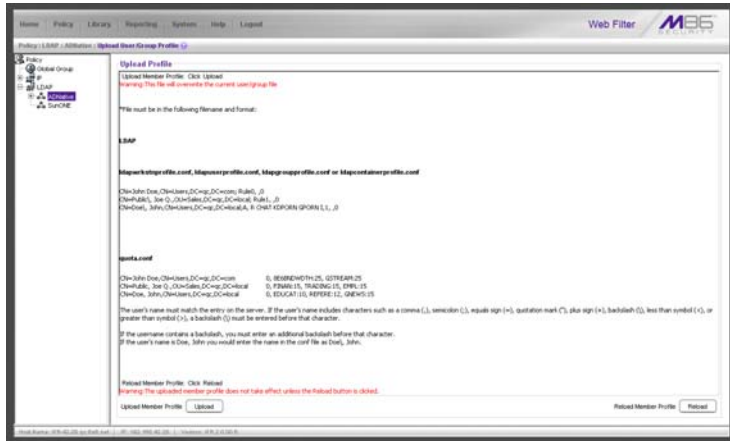 Home Policy Library Reporting System Help Logout
Web Filter
M86 SECURITY
Policy : LDAP : ADNative : Upload User/Group Profile
Policy
Global Group
IP
LDAP
ADNative
SunONE
Upload Profile
Upload Member Profile: Click Upload
Warning:This file will overwrite the current user/group file
*File must be in the following filename and format:
LDAP
ldapwrkstnprofile.conf, ldapuserprofile.conf, ldapgroupprofile.conf or ldapcontainerprofile.conf
CN=John Doe,CN=Users,DC=qc,DC=com; Rule0, ,0
CN=Public\, Joe Q.,OU=Sales,DC=qc,DC=local; Rule1, ,0
CN=Doe\, John,CN=Users,DC=qc,DC=local;A, R CHAT KDPORN GPORN I,1, ,0
quota.conf
CN=John Doe,CN=Users,DC=qc,DC=com 0, BEGBNDWDTH:25, GSTREAM:25
CN=Public, Joe Q.,OU=Sales,DC=qc,DC=local 0, FINAN:15, TRADING:15, EMPL:15
CN=Doe, John,CN=Users,DC=qc,DC=local 0, EDUCAT:10, REFERE:12, GNEWS:15
The user's name must match the entry on the server. If the user's name includes characters such as a comma (,), semicolon (;), equals sign (=), quotation mark ("), plus sign (+), backslash (\), less than symbol (<), or
greater than symbol (>), a backslash (\) must be entered before that character.
If the username contains a backslash, you must enter an additional backslash before that character.
If the user's name is Doe, John you would enter the name in the conf file as Doe\, John.
Reload Member Profile: Click Reload
Warning:The uploaded member profile does not take effect unless the Reload button is clicked.
Upload Member Profile Upload
Reload Member Profile Reload
Host Name: IP: